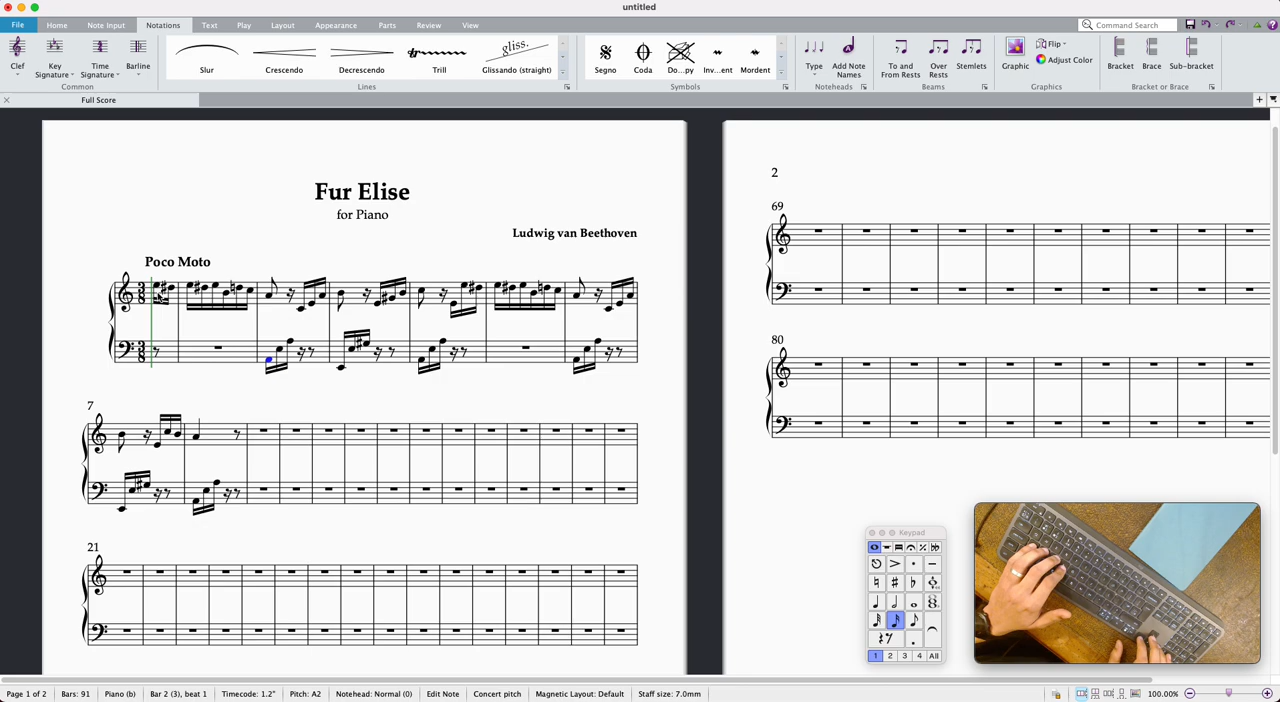 untitled
File Home Note Input Notations Text Play Layout Appearance Parts Review View Command Search
Clef Key Signature Time Signature Barline Slur Crescendo Decrescendo Trill gliss. Glissando (straight) Segno Coda Do...py Inv...ent Mordent Type Add Note Names To and From Rests Over Rests Stemlets Graphic Flip Adjust Color Bracket Brace Sub-bracket
Common Lines Symbols Noteheads Beams Graphics Bracket or Brace
Full Score
Fur Elise
for Piano
Ludwig van Beethoven
Poco Moto
3 8
3 8
7
21
2
69
80
Keypad
1 2 3 4 All
Page 1 of 2 Bars: 91 Piano (b) Bar 2 (3), beat 1 Timecode: 1.2" Pitch: A2 Notehead: Normal (0) Edit Note Concert pitch Magnetic Layout: Default Staff size: 7.0mm 100.00%